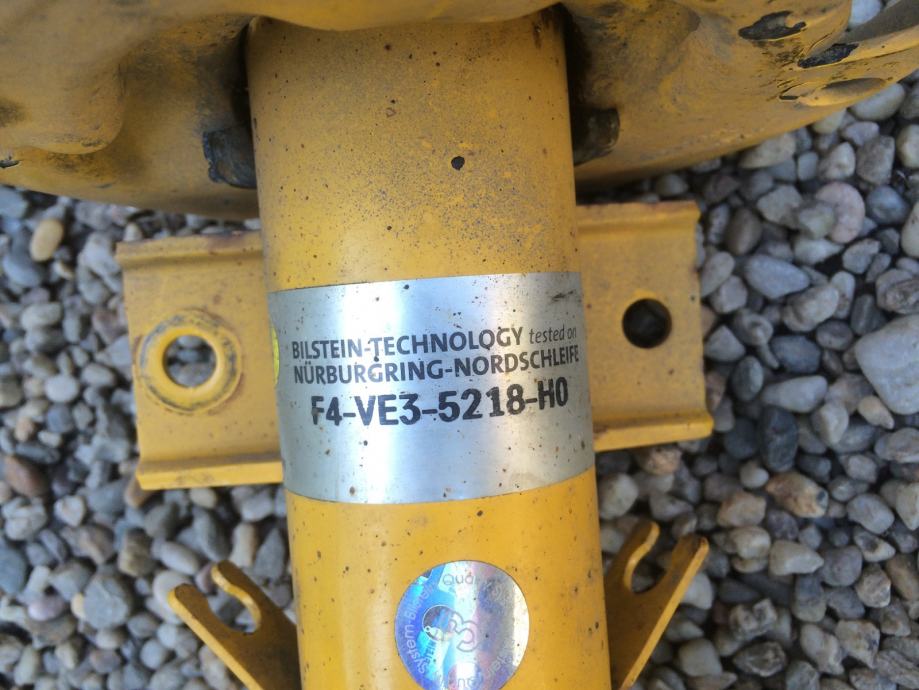 BILSTEIN-TECHNOLOGY tested on
NÜRBURGRING-NORDSCHLEIFE
F4-VE3-5218-H0